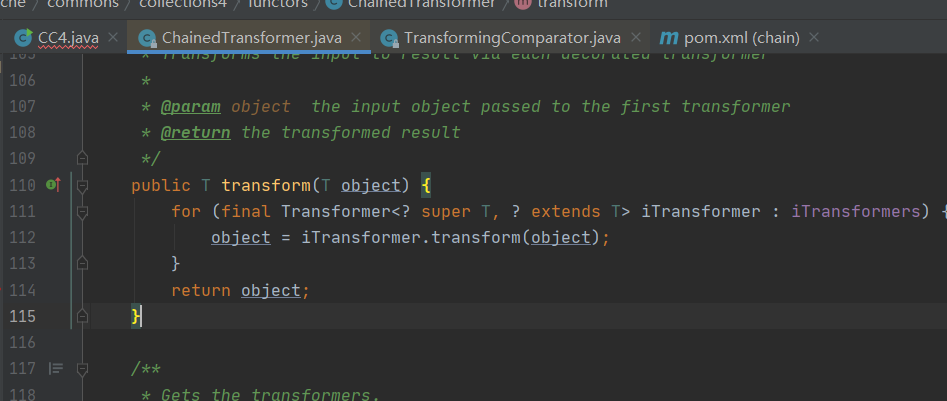 che / commons / collections4 / functors / ChainedTransformer / m transform
CC4.java × ChainedTransformer.java × TransformingComparator.java × m pom.xml (chain) ×
105 * Transforms the input to result via each decorated transformer
106 *
107 * @param object the input object passed to the first transformer
108 * @return the transformed result
109 */
110 public T transform(T object) {
111 for (final Transformer<? super T, ? extends T> iTransformer : iTransformers) {
112 object = iTransformer.transform(object);
113 }
114 return object;
115 }
116
117 /**
118 * Gets the transformers.